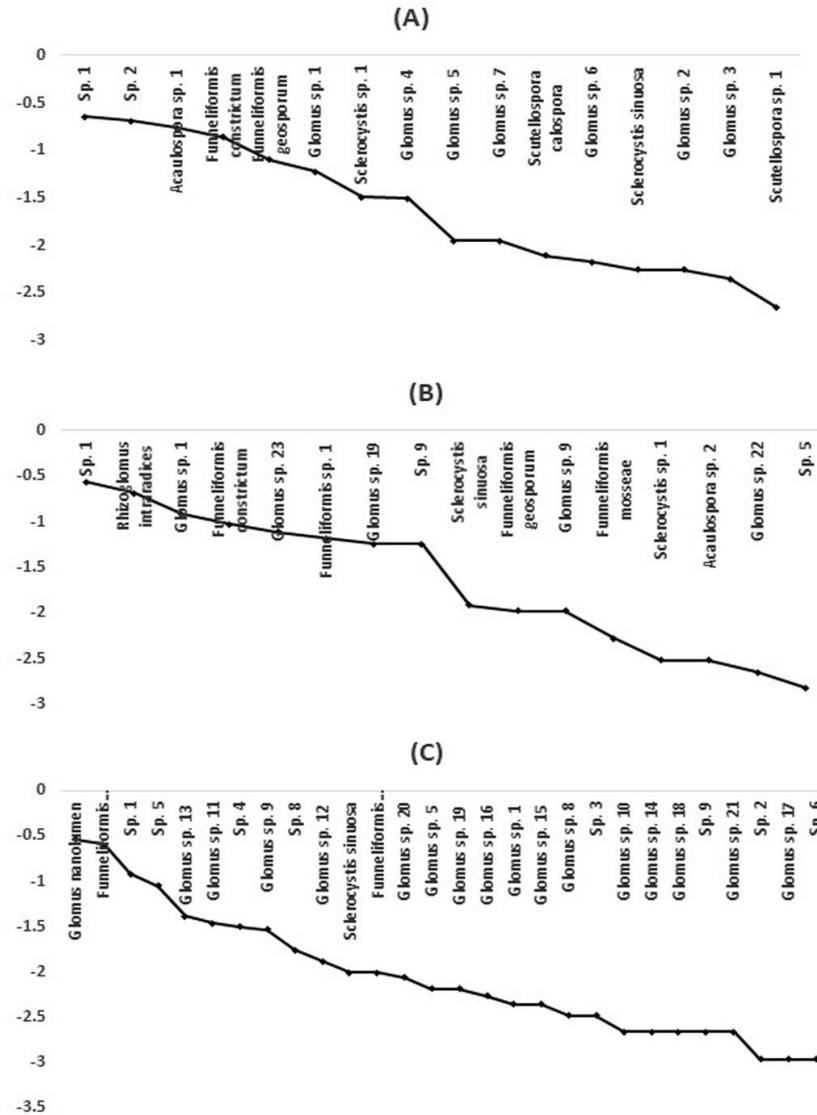 (A)
0
-0.5
-1
-1.5
-2
-2.5
-3
Sp. 1
Sp. 2
Acaulospora sp. 1
Funneliformis
constrictum
Funneliformis
geosporum
Glomus sp. 1
Sclerocystis sp. 1
Glomus sp. 4
Glomus sp. 5
Glomus sp. 7
Scutellospora
calospora
Glomus sp. 6
Sclerocystis sinuosa
Glomus sp. 2
Glomus sp. 3
Scutellospora sp. 1
(B)
0
-0.5
-1
-1.5
-2
-2.5
-3
Sp. 1
Rhizoglomus
intraradices
Glomus sp. 1
Funneliformis
constrictum
Glomus sp. 23
Funneliformis sp. 1
Glomus sp. 19
Sp. 9
Sclerocystis
sinuosa
Funneliformis
geosporum
Glomus sp. 9
Funneliformis
mosseae
Sclerocystis sp. 1
Acaulospora sp. 2
Glomus sp. 22
Sp. 5
(C)
0
-0.5
-1
-1.5
-2
-2.5
-3
-3.5
Glomus nanolumen
Funneliformis...
Sp. 1
Sp. 5
Glomus sp. 13
Glomus sp. 11
Sp. 4
Glomus sp. 9
Sp. 8
Glomus sp. 12
Sclerocystis sinuosa
Funneliformis...
Glomus sp. 20
Glomus sp. 5
Glomus sp. 19
Glomus sp. 16
Glomus sp. 1
Glomus sp. 15
Glomus sp. 8
Sp. 3
Glomus sp. 10
Glomus sp. 14
Glomus sp. 18
Sp. 9
Glomus sp. 21
Sp. 2
Glomus sp. 17
Sp. 6